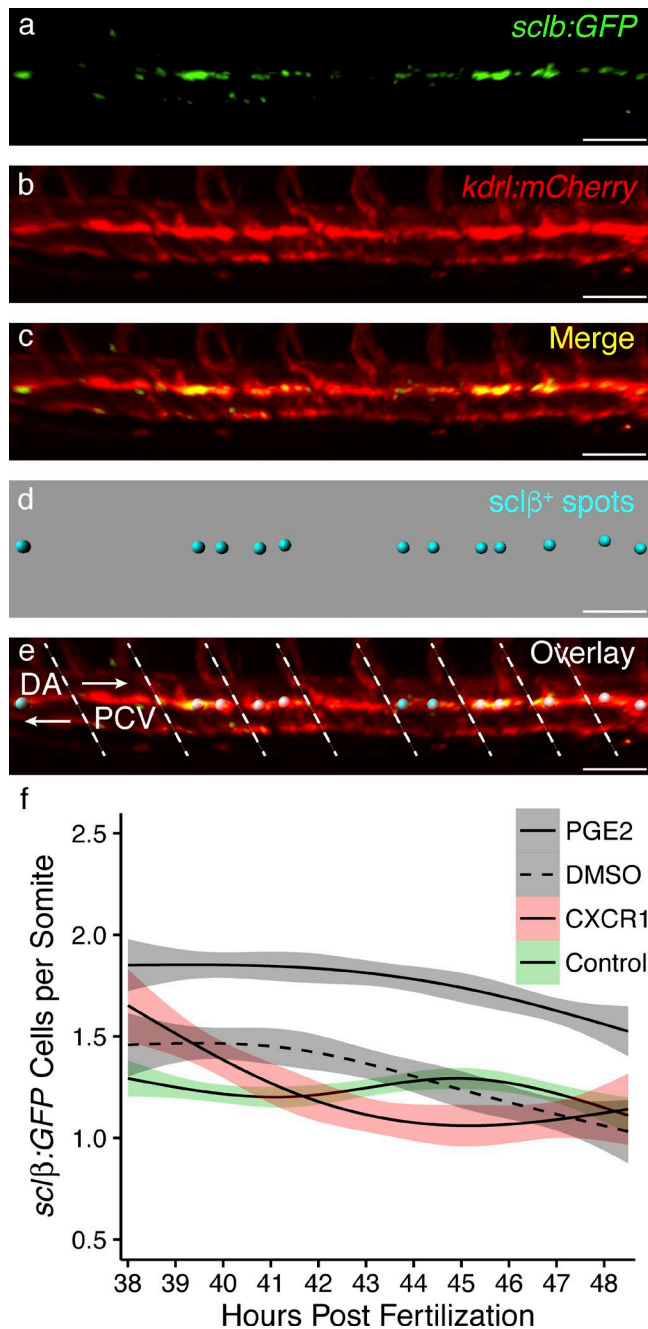 a
sclb:GFP
b
kdrl:mCherry
c
Merge
d
sclβ+ spots
e
Overlay
DA
PCV
f
PGE2
DMSO
CXCR1
Control
2.5
2.0
1.5
1.0
0.5
sclβ:GFP Cells per Somite
38 39 40 41 42 43 44 45 46 47 48
Hours Post Fertilization